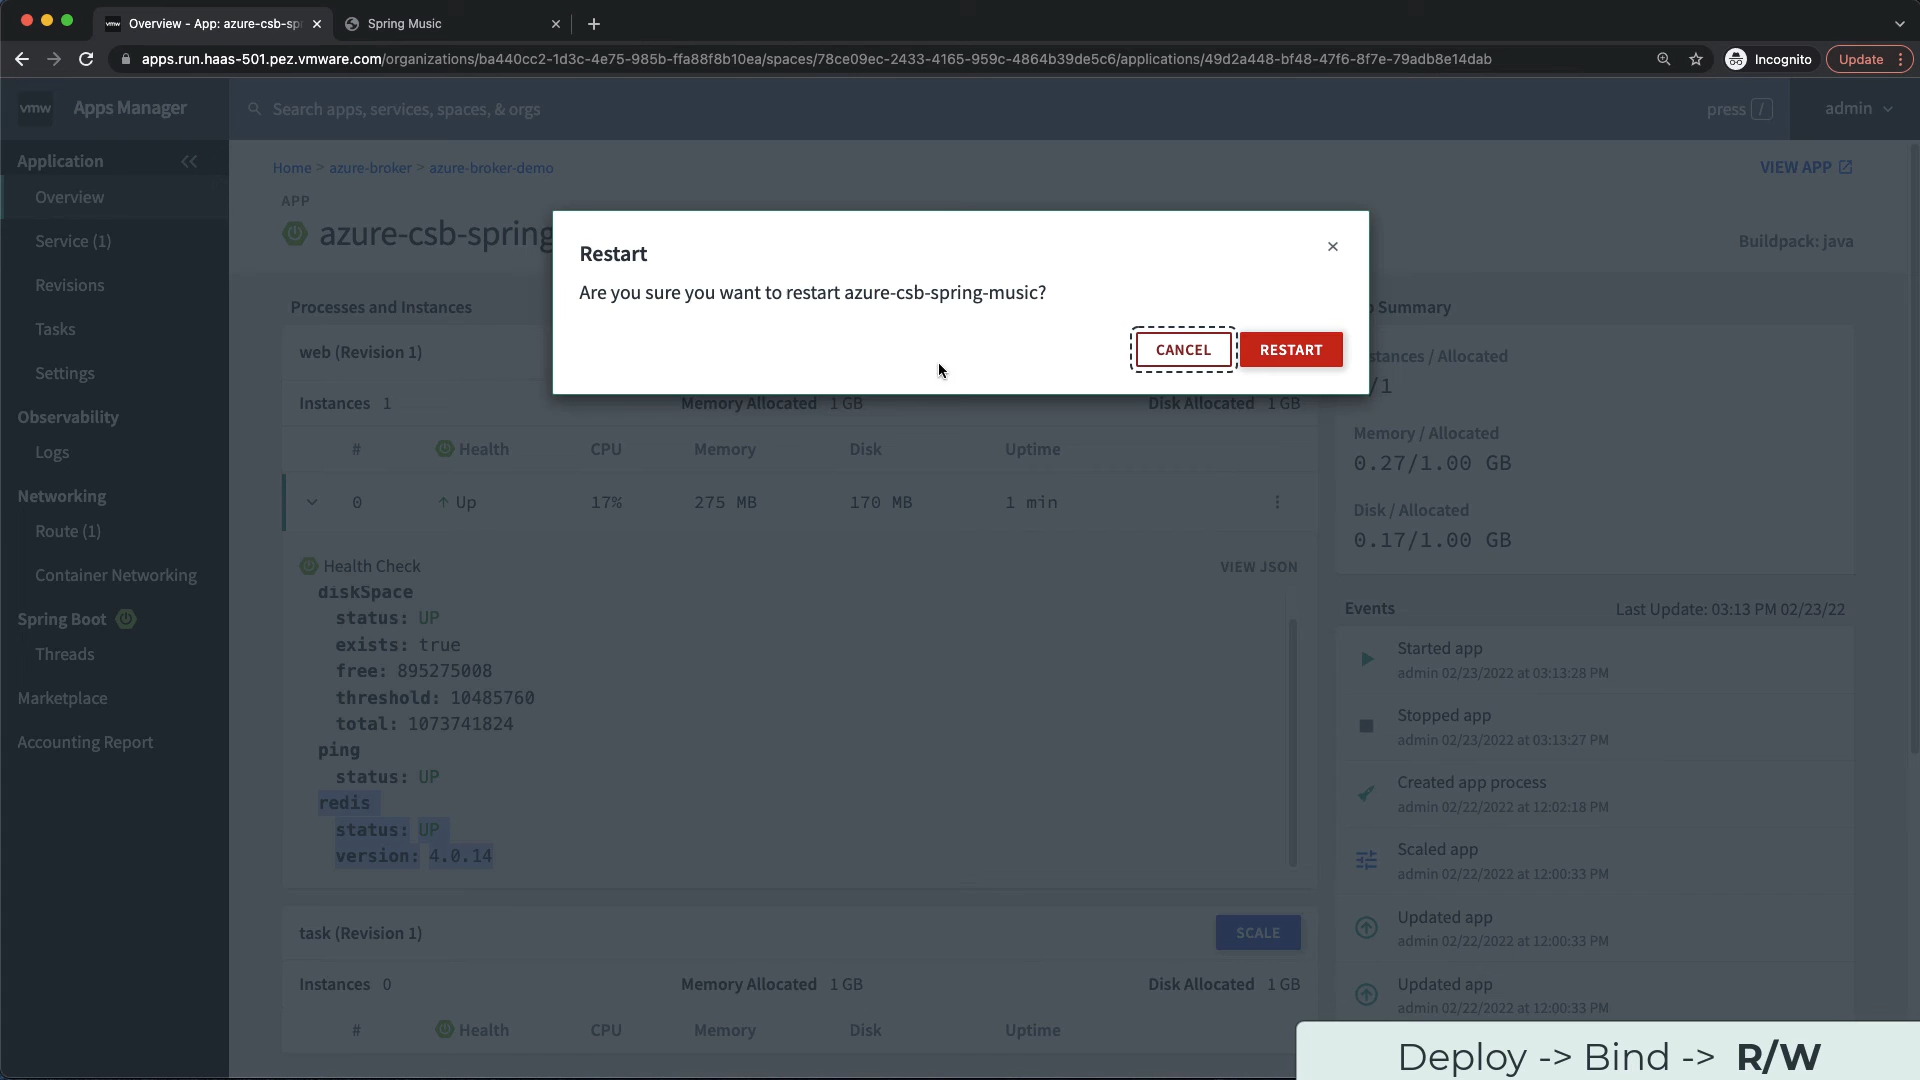 Overview - App: azure-csb-sp
Spring Music
apps.run.haas-501.pez.vmware.com/organizations/ba440cc2-1d3c-4e75-985b-ffa88f8b10ea/spaces/78ce09ec-2433-4165-959c-4864b39de5c6/applications/49d2a448-bf48-47f6-8f7e-79adb8e14dab
Incognito
Update
vmw Apps Manager
Search apps, services, spaces, & orgs
press /
admin
Application
Overview
Service (1)
Revisions
Tasks
Settings
Observability
Logs
Networking
Route (1)
Container Networking
Spring Boot
Threads
Marketplace
Accounting Report
Home > azure-broker > azure-broker-demo
VIEW APP
APP
azure-csb-spring
Buildpack: java
Restart
Are you sure you want to restart azure-csb-spring-music?
CANCEL
RESTART
Processes and Instances
web (Revision 1)
Instances 1
Memory Allocated 1 GB
Disk Allocated 1 GB
# Health CPU Memory Disk Uptime
0 Up 17% 275 MB 170 MB 1 min
Health Check
VIEW JSON
diskSpace
status: UP
exists: true
free: 895275008
threshold: 10485760
total: 1073741824
ping
status: UP
redis
status: UP
version: 4.0.14
task (Revision 1)
SCALE
Instances 0
Memory Allocated 1 GB
Disk Allocated 1 GB
# Health CPU Memory Disk Uptime
Summary
stances / Allocated
/1
Memory / Allocated
0.27/1.00 GB
Disk / Allocated
0.17/1.00 GB
Events
Last Update: 03:13 PM 02/23/22
Started app
admin 02/23/2022 at 03:13:28 PM
Stopped app
admin 02/23/2022 at 03:13:27 PM
Created app process
admin 02/22/2022 at 12:02:18 PM
Scaled app
admin 02/22/2022 at 12:00:33 PM
Updated app
admin 02/22/2022 at 12:00:33 PM
Updated app
admin 02/22/2022 at 12:00:33 PM
Deploy -> Bind -> R/W